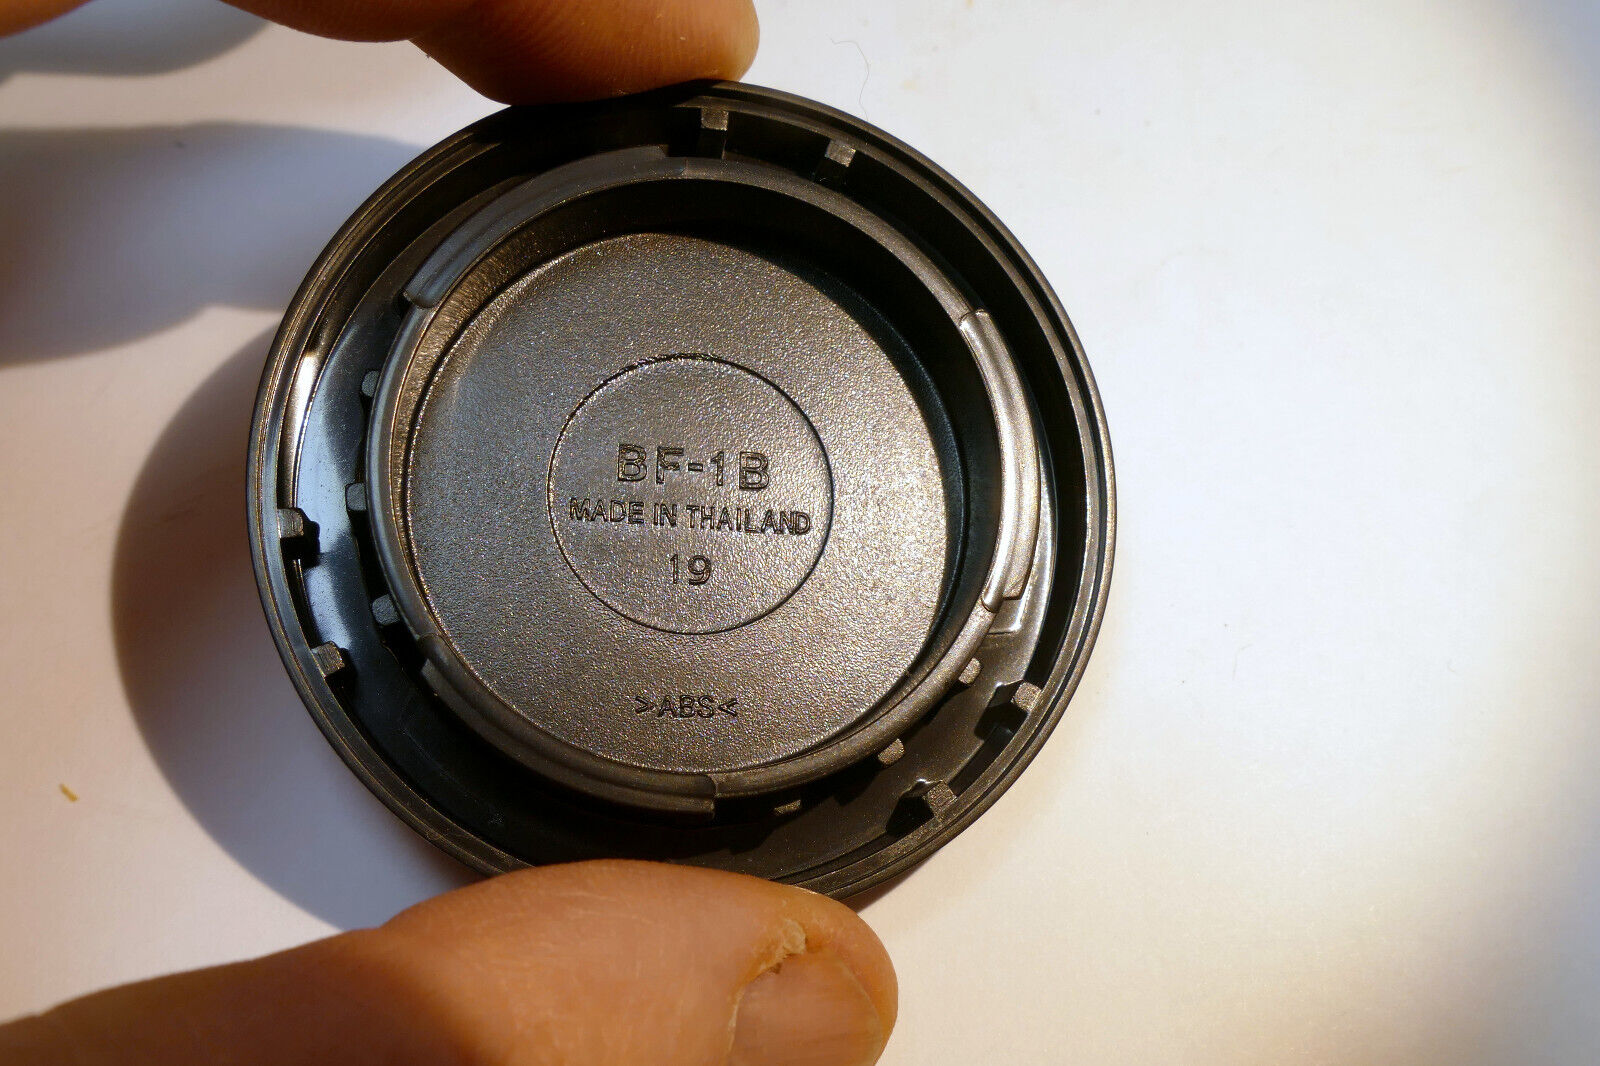 BF-1B
MADE IN THAILAND
19
>ABS<